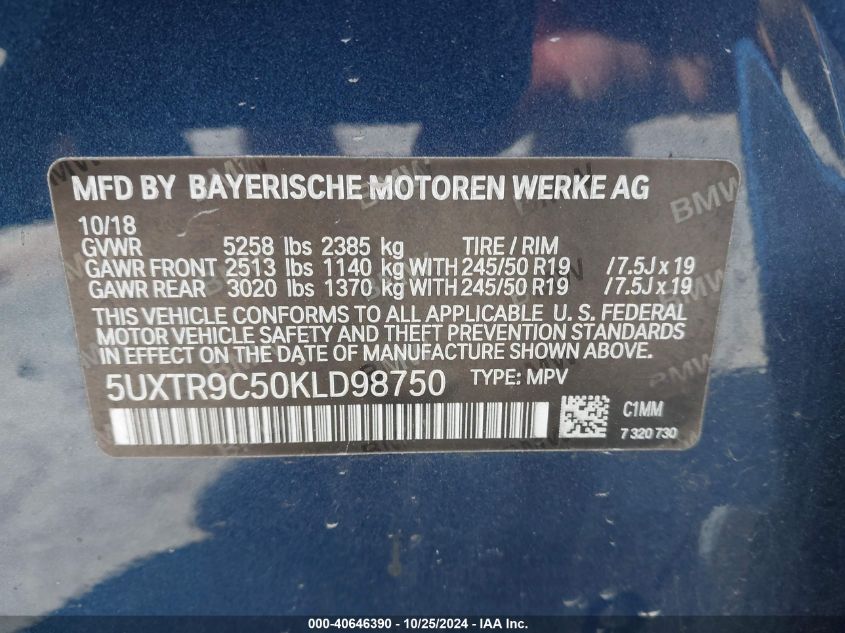 MFD BY BAYERISCHE MOTOREN WERKE AG
10/18
GVWR 5258 lbs 2385 kg TIRE / RIM
GAWR FRONT 2513 lbs 1140 kg WITH 245/50 R19 /7.5J x 19
GAWR REAR 3020 lbs 1370 kg WITH 245/50 R19 /7.5J x 19
THIS VEHICLE CONFORMS TO ALL APPLICABLE U. S. FEDERAL
MOTOR VEHICLE SAFETY AND THEFT PREVENTION STANDARDS
IN EFFECT ON THE DATE OF MANUFACTURE SHOWN ABOVE.
5UXTR9C50KLD98750 TYPE: MPV
C1MM
7 320 730
000-40646390 - 10/25/2024 - IAA Inc.